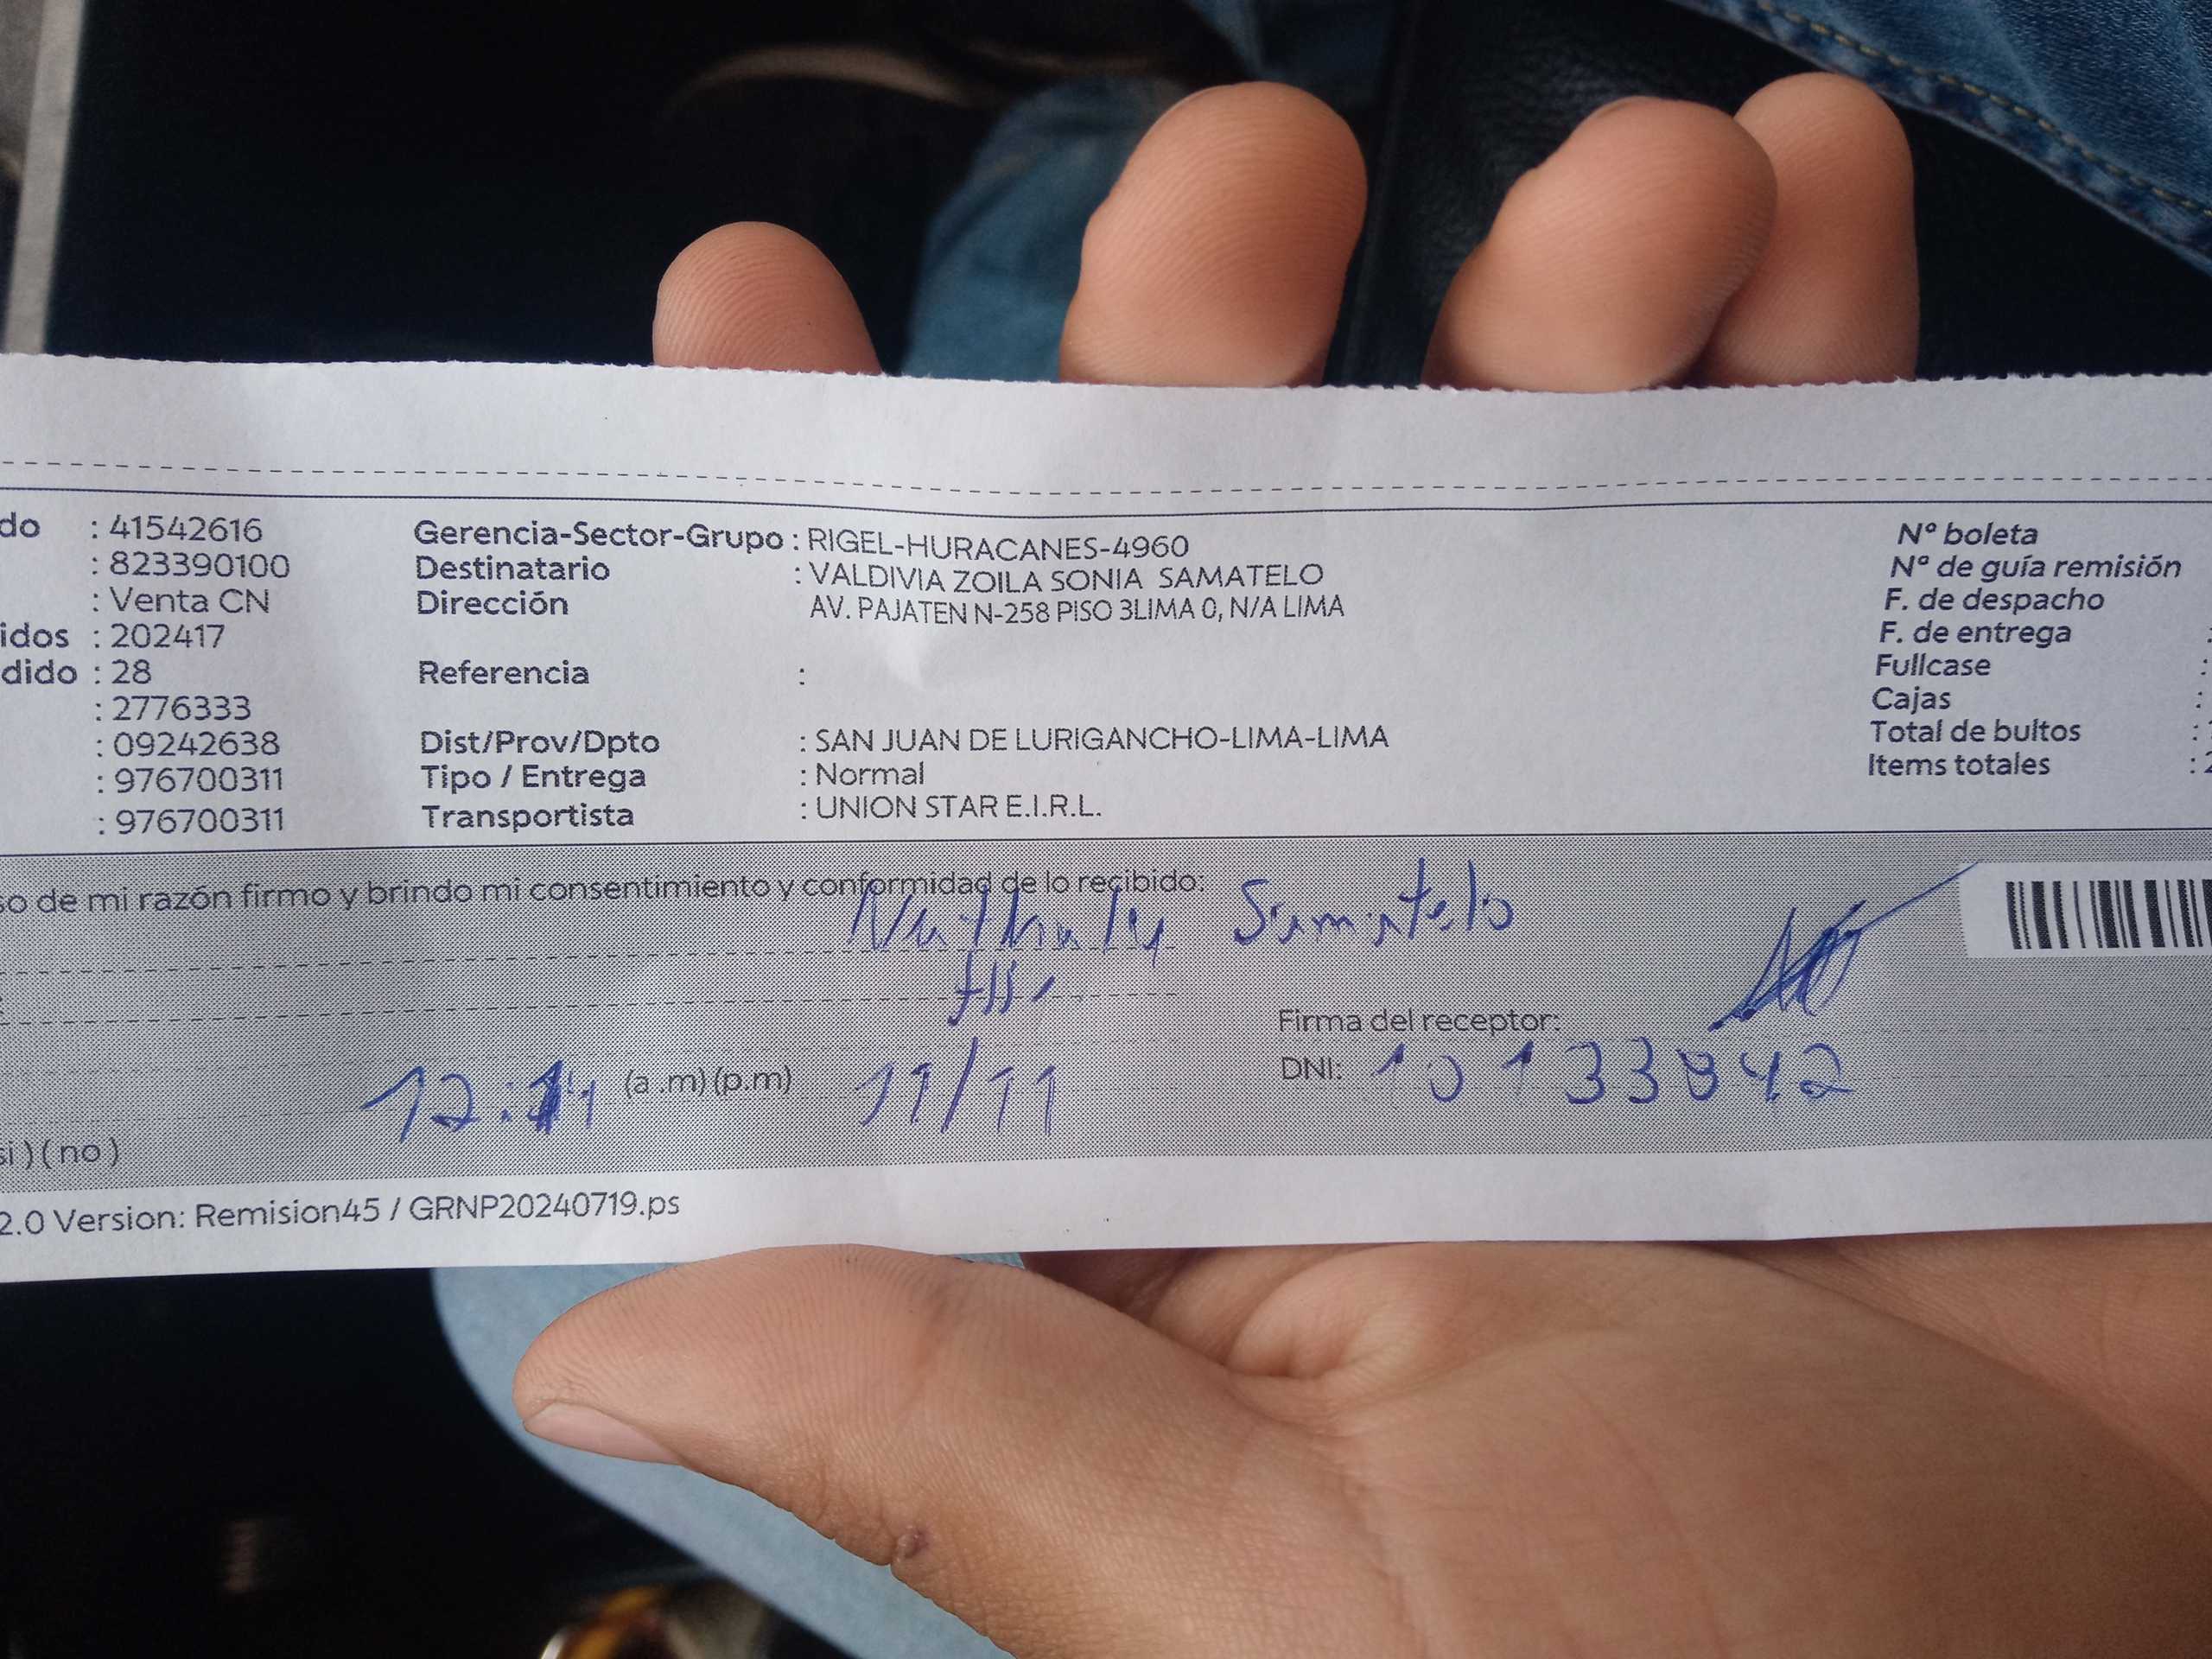 do : 41542616 Gerencia-Sector-Grupo : RIGEL-HURACANES-4960 Nº boleta
: 823390100 Destinatario : VALDIVIA ZOILA SONIA SAMATELO Nº de guía remisión
: Venta CN Dirección AV. PAJATEN N-258 PISO 3LIMA 0, N/A LIMA F. de despacho
idos : 202417 F. de entrega :
dido : 28 Referencia : Fullcase :
: 2776333 Cajas :
: 09242638 Dist/Prov/Dpto : SAN JUAN DE LURIGANCHO-LIMA-LIMA Total de bultos :
: 976700311 Tipo / Entrega : Normal Items totales : 2
: 976700311 Transportista : UNION STAR E.I.R.L.
so de mi razón firmo y brindo mi consentimiento y conformidad de lo recibido:
Nathaly Samatelo
Firma del receptor:
12: (a .m) (p.m) 11/11 DNI: 10133842
si ) ( no )
2.0 Version: Remision45 / GRNP20240719.ps